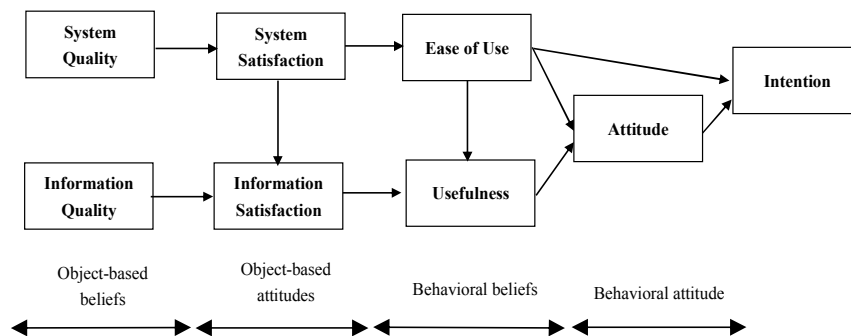 System
Quality
System
Satisfaction
Ease of Use
Intention
Attitude
Information
Quality
Information
Satisfaction
Usefulness
Object-based
beliefs
Object-based
attitudes
Behavioral beliefs
Behavioral attitude